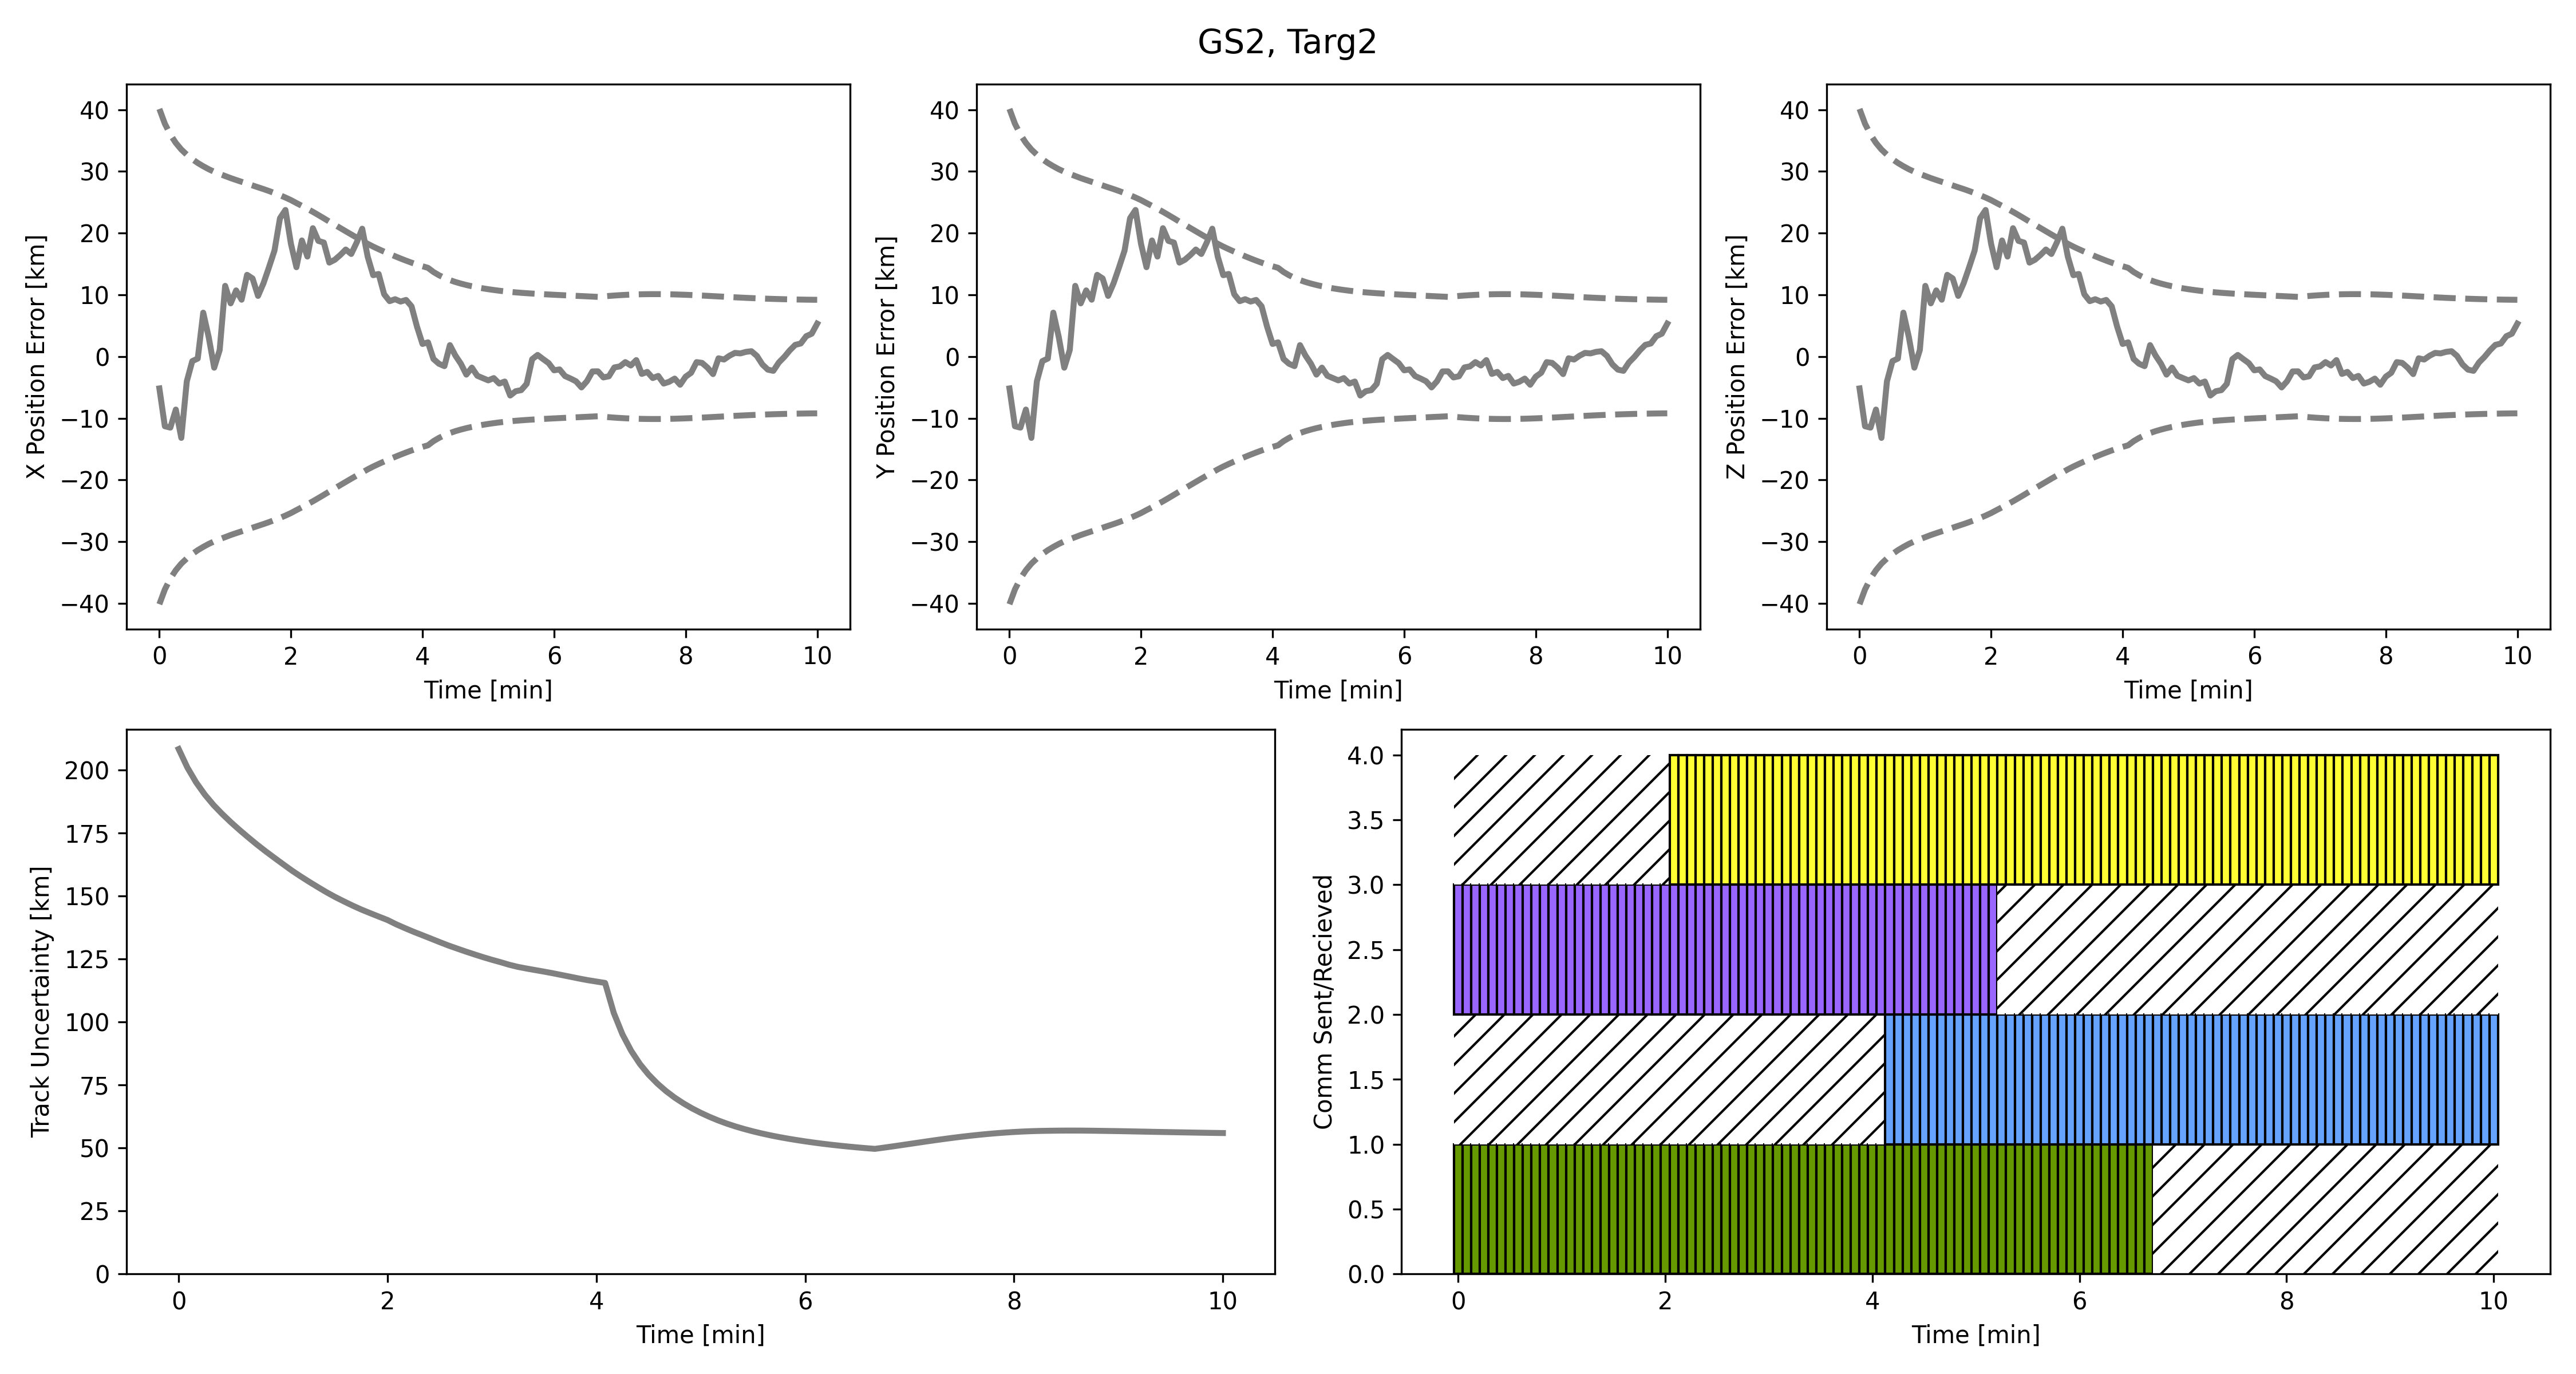 GS2, Targ2
X Position Error [km]
40
30
20
10
0
−10
−20
−30
−40
0 2 4 6 8 10
Time [min]
Y Position Error [km]
40
30
20
10
0
−10
−20
−30
−40
0 2 4 6 8 10
Time [min]
Z Position Error [km]
40
30
20
10
0
−10
−20
−30
−40
0 2 4 6 8 10
Time [min]
Track Uncertainty [km]
200
175
150
125
100
75
50
25
0
0 2 4 6 8 10
Time [min]
Comm Sent/Recieved
4.0
3.5
3.0
2.5
2.0
1.5
1.0
0.5
0.0
0 2 4 6 8 10
Time [min]